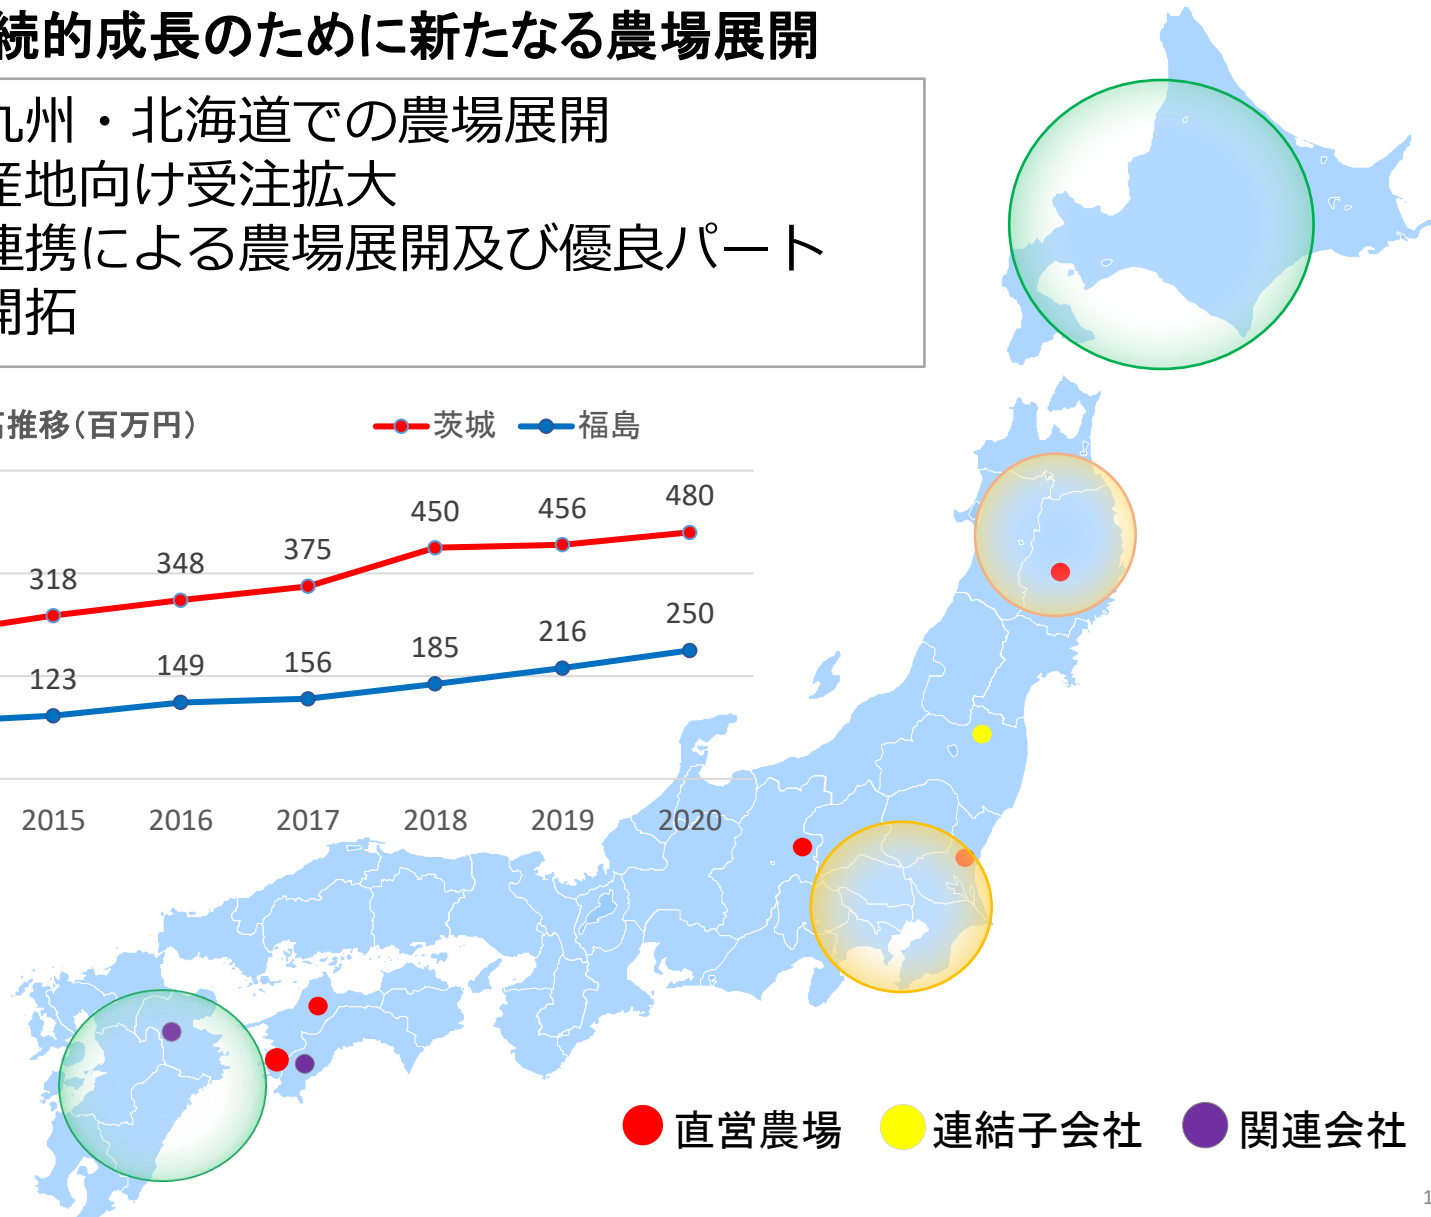 続的成長のために新たなる農場展開
九州・北海道での農場展開
産地向け受注拡大
連携による農場展開及び優良パート
開拓
高推移(百万円)
茨城 福島
318 348 375 450 456 480
123 149 156 185 216 250
2015 2016 2017 2018 2019 2020
直営農場 連結子会社 関連会社
1